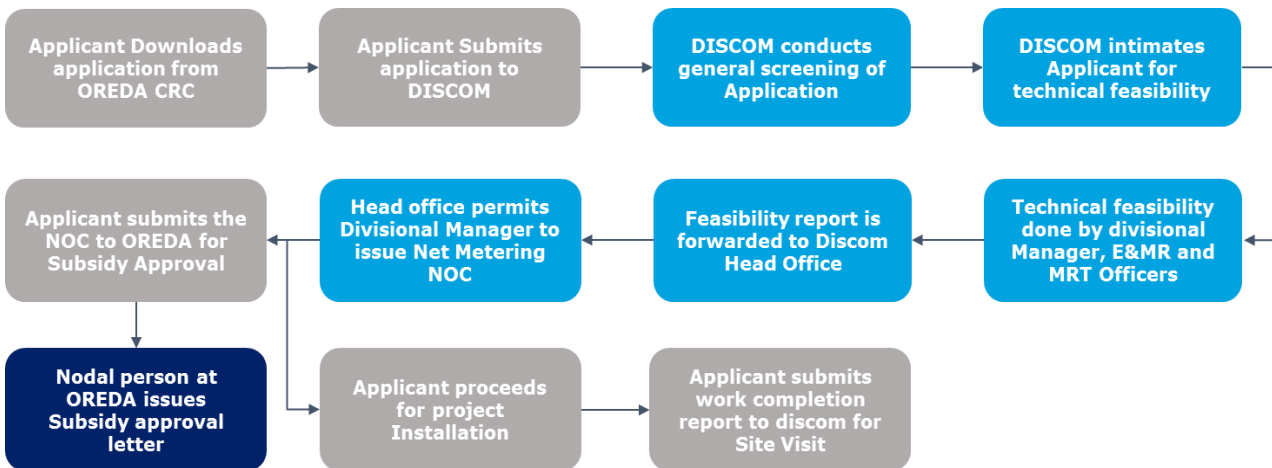 Applicant Downloads
application from
OREDA CRC
Applicant Submits
application to
DISCOM
DISCOM conducts
general screening of
Application
DISCOM intimates
Applicant for
technical feasibility
Applicant submits the
NOC to OREDA for
Subsidy Approval
Head office permits
Divisional Manager to
issue Net Metering
NOC
Feasibility report is
forwarded to Discom
Head Office
Technical feasibility
done by divisional
Manager, E&MR and
MRT Officers
Nodal person at
OREDA issues
Subsidy approval
letter
Applicant proceeds
for project
Installation
Applicant submits
work completion
report to discom for
Site Visit